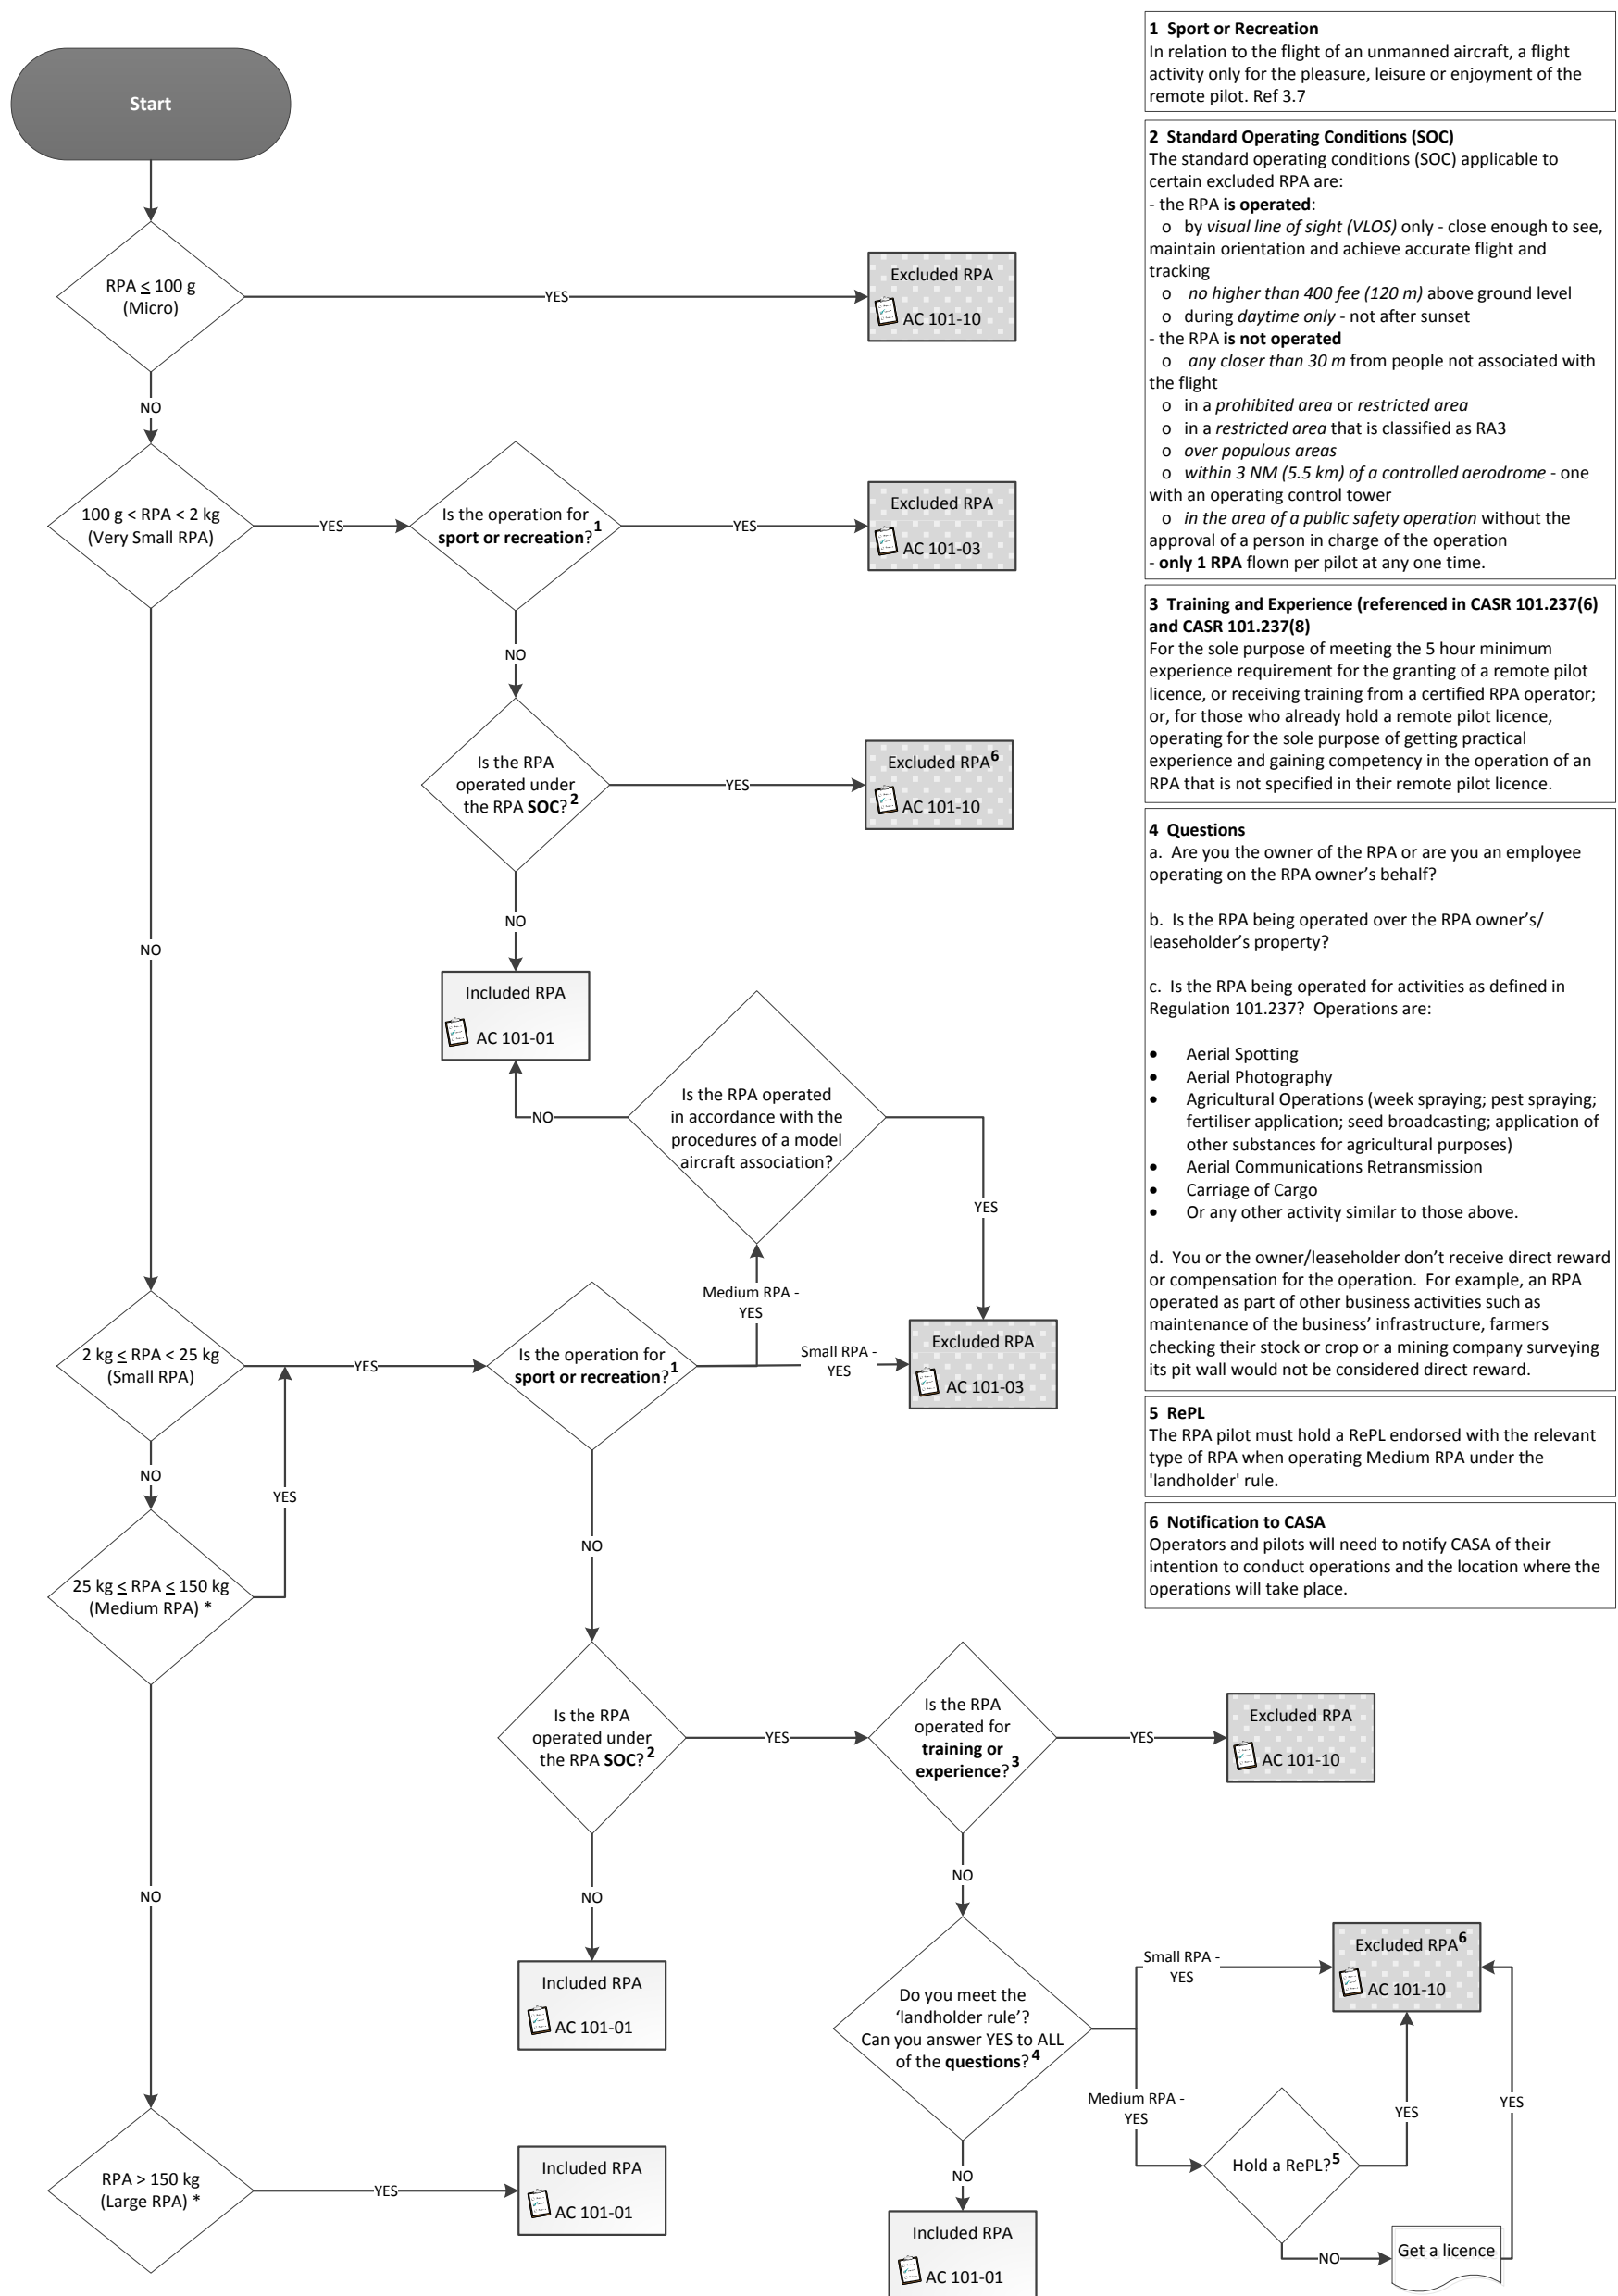 Start
RPA ≤ 100 g
(Micro)
YES
Excluded RPA
AC 101-10
NO
100 g < RPA < 2 kg
(Very Small RPA)
YES
Is the operation for
sport or recreation?1
YES
Excluded RPA
AC 101-03
NO
Is the RPA
operated under
the RPA SOC?2
YES
Excluded RPA6
AC 101-10
NO
Included RPA
AC 101-01
NO
Is the RPA operated
in accordance with the
procedures of a model
aircraft association?
NO
YES
Medium RPA -
YES
2 kg ≤ RPA < 25 kg
(Small RPA)
YES
Is the operation for
sport or recreation?1
Small RPA -
YES
Excluded RPA
AC 101-03
NO
YES
25 kg ≤ RPA ≤ 150 kg
(Medium RPA) *
NO
Is the RPA
operated under
the RPA SOC?2
YES
Is the RPA
operated for
training or
experience?3
YES
Excluded RPA
AC 101-10
NO
NO
NO
Included RPA
AC 101-01
Do you meet the
‘landholder rule’?
Can you answer YES to ALL
of the questions?4
Small RPA -
YES
Excluded RPA6
AC 101-10
Medium RPA -
YES
Hold a RePL?5
YES
YES
NO
Get a licence
NO
Included RPA
AC 101-01
RPA > 150 kg
(Large RPA) *
YES
Included RPA
AC 101-01
1 Sport or Recreation
In relation to the flight of an unmanned aircraft, a flight
activity only for the pleasure, leisure or enjoyment of the
remote pilot. Ref 3.7
2 Standard Operating Conditions (SOC)
The standard operating conditions (SOC) applicable to
certain excluded RPA are:
- the RPA is operated:
o by visual line of sight (VLOS) only - close enough to see,
maintain orientation and achieve accurate flight and
tracking
o no higher than 400 fee (120 m) above ground level
o during daytime only - not after sunset
- the RPA is not operated
o any closer than 30 m from people not associated with
the flight
o in a prohibited area or restricted area
o in a restricted area that is classified as RA3
o over populous areas
o within 3 NM (5.5 km) of a controlled aerodrome - one
with an operating control tower
o in the area of a public safety operation without the
approval of a person in charge of the operation
- only 1 RPA flown per pilot at any one time.
3 Training and Experience (referenced in CASR 101.237(6)
and CASR 101.237(8)
For the sole purpose of meeting the 5 hour minimum
experience requirement for the granting of a remote pilot
licence, or receiving training from a certified RPA operator;
or, for those who already hold a remote pilot licence,
operating for the sole purpose of getting practical
experience and gaining competency in the operation of an
RPA that is not specified in their remote pilot licence.
4 Questions
a. Are you the owner of the RPA or are you an employee
operating on the RPA owner’s behalf?
b. Is the RPA being operated over the RPA owner’s/
leaseholder’s property?
c. Is the RPA being operated for activities as defined in
Regulation 101.237? Operations are:
• Aerial Spotting
• Aerial Photography
• Agricultural Operations (week spraying; pest spraying;
fertiliser application; seed broadcasting; application of
other substances for agricultural purposes)
• Aerial Communications Retransmission
• Carriage of Cargo
• Or any other activity similar to those above.
d. You or the owner/leaseholder don’t receive direct reward
or compensation for the operation. For example, an RPA
operated as part of other business activities such as
maintenance of the business’ infrastructure, farmers
checking their stock or crop or a mining company surveying
its pit wall would not be considered direct reward.
5 RePL
The RPA pilot must hold a RePL endorsed with the relevant
type of RPA when operating Medium RPA under the
'landholder' rule.
6 Notification to CASA
Operators and pilots will need to notify CASA of their
intention to conduct operations and the location where the
operations will take place.